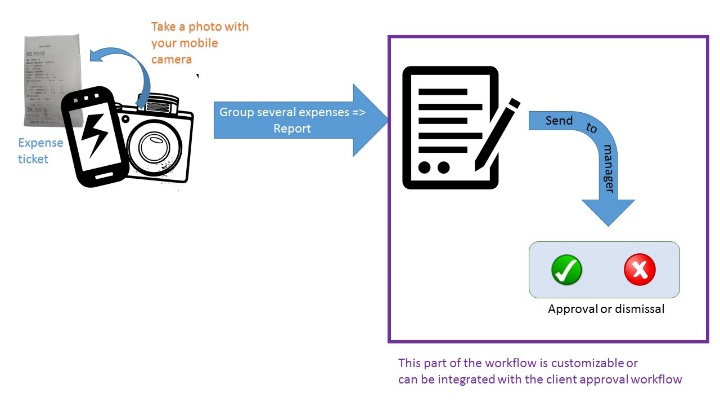 Take a photo with
your mobile
camera
Expense
ticket
Group several expenses =>
Report
Send to manager
Approval or dismissal
This part of the workflow is customizable or
can be integrated with the client approval workflow